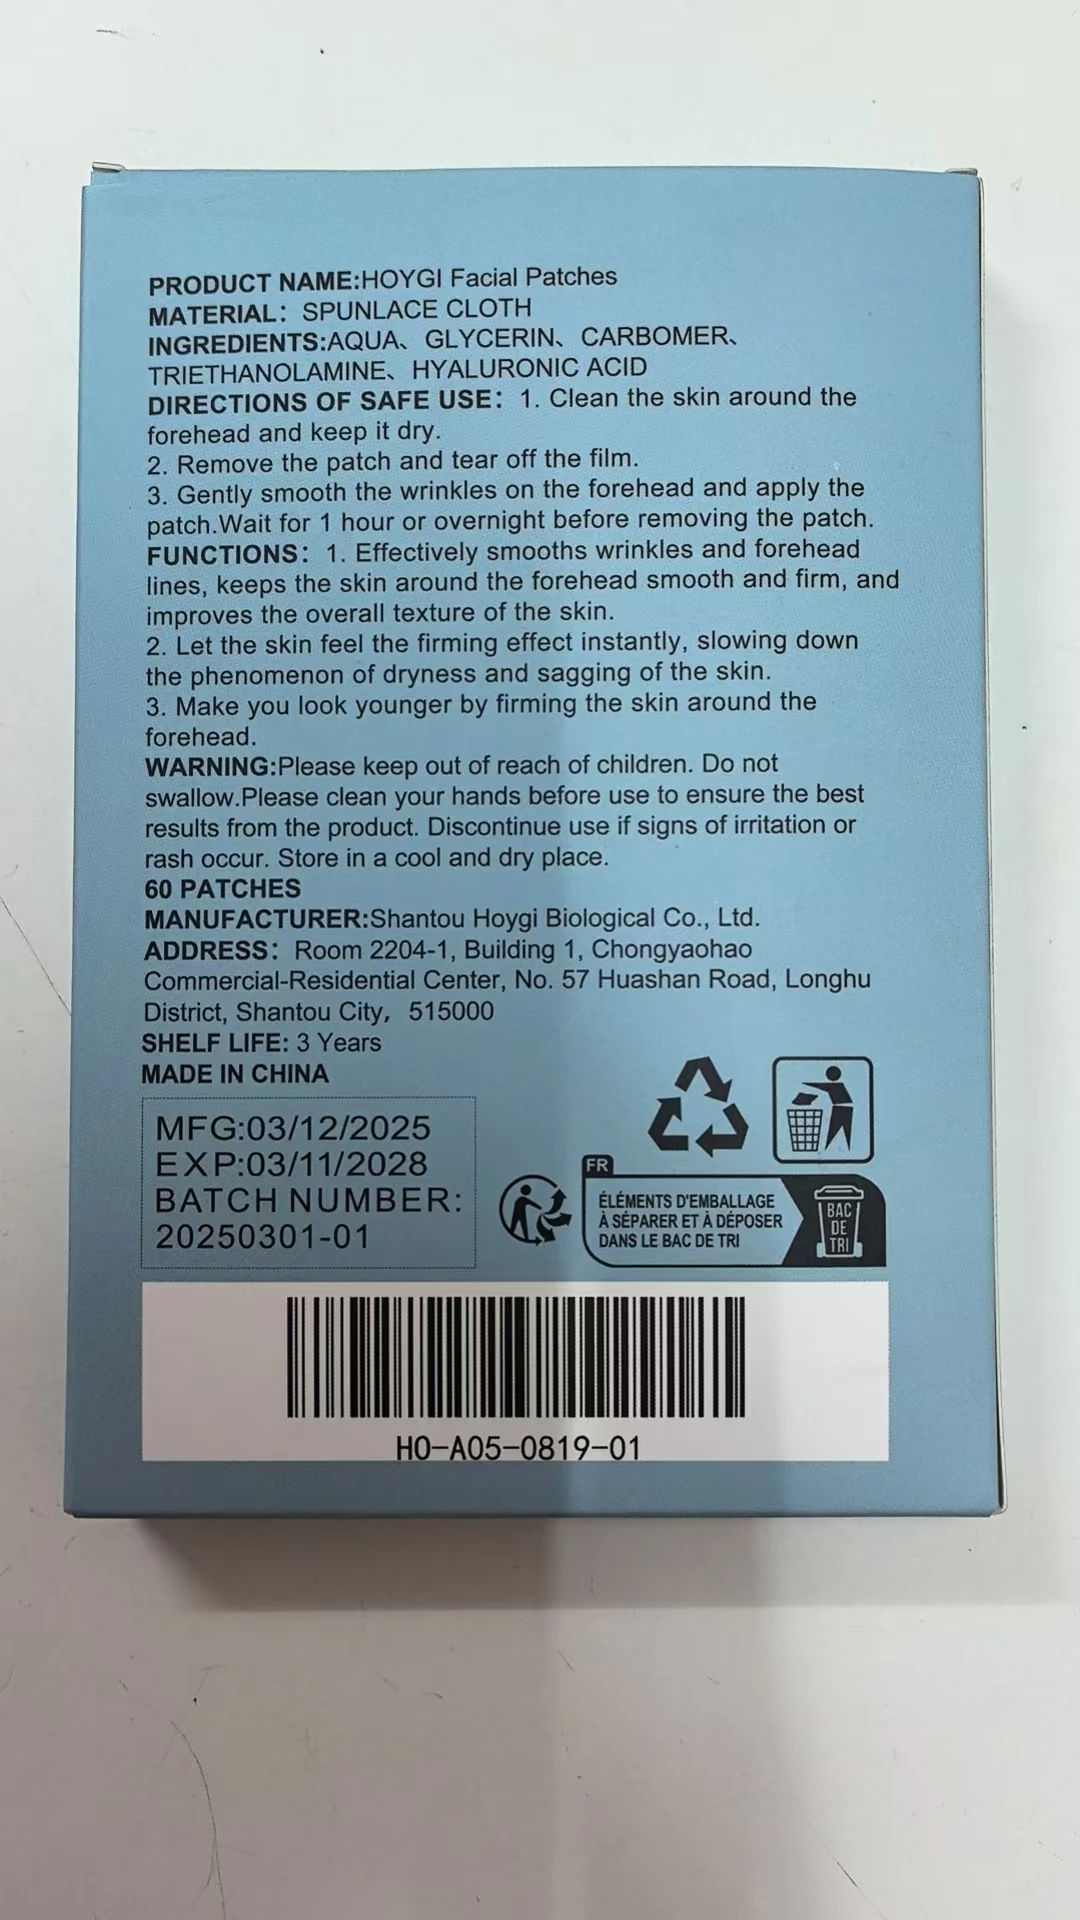 PRODUCT NAME:HOYGI Facial Patches
MATERIAL： SPUNLACE CLOTH
INGREDIENTS:AQUA、GLYCERIN、CARBOMER、
TRIETHANOLAMINE、HYALURONIC ACID
DIRECTIONS OF SAFE USE： 1. Clean the skin around the
forehead and keep it dry.
2. Remove the patch and tear off the film.
3. Gently smooth the wrinkles on the forehead and apply the
patch.Wait for 1 hour or overnight before removing the patch.
FUNCTIONS： 1. Effectively smooths wrinkles and forehead
lines, keeps the skin around the forehead smooth and firm, and
improves the overall texture of the skin.
2. Let the skin feel the firming effect instantly, slowing down
the phenomenon of dryness and sagging of the skin.
3. Make you look younger by firming the skin around the
forehead.
WARNING:Please keep out of reach of children. Do not
swallow.Please clean your hands before use to ensure the best
results from the product. Discontinue use if signs of irritation or
rash occur. Store in a cool and dry place.
60 PATCHES
MANUFACTURER:Shantou Hoygi Biological Co., Ltd.
ADDRESS： Room 2204-1, Building 1, Chongyaohao
Commercial-Residential Center, No. 57 Huashan Road, Longhu
District, Shantou City， 515000
SHELF LIFE: 3 Years
MADE IN CHINA
MFG:03/12/2025
EXP:03/11/2028
BATCH NUMBER:
20250301-01
FR
ÉLÉMENTS D'EMBALLAGE
À SÉPARER ET À DÉPOSER
DANS LE BAC DE TRI
BAC
DE
TRI
HO-A05-0819-01